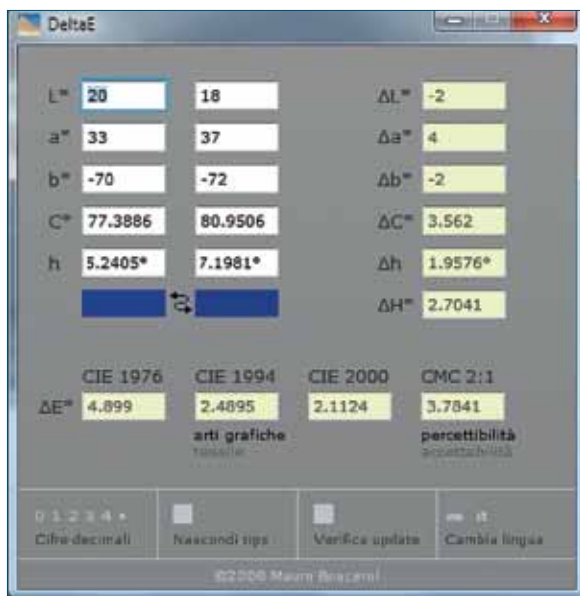 DeltaE
L* 20 18 ΔL* -2
a* 33 37 Δa* 4
b* -70 -72 Δb* -2
C* 77.3886 80.9506 ΔC* 3.562
h 5.2405° 7.1981° Δh 1.9576°
ΔH* 2.7041
CIE 1976 CIE 1994 CIE 2000 CMC 2:1
ΔE* 4.899 2.4895 2.1124 3.7841
arti grafiche percettibilità
tessile accettabilità
0 1 2 3 4 • it
Cifre decimali Nascondi tips Verifica update Cambia lingua
©2008 Mauro Boscarol